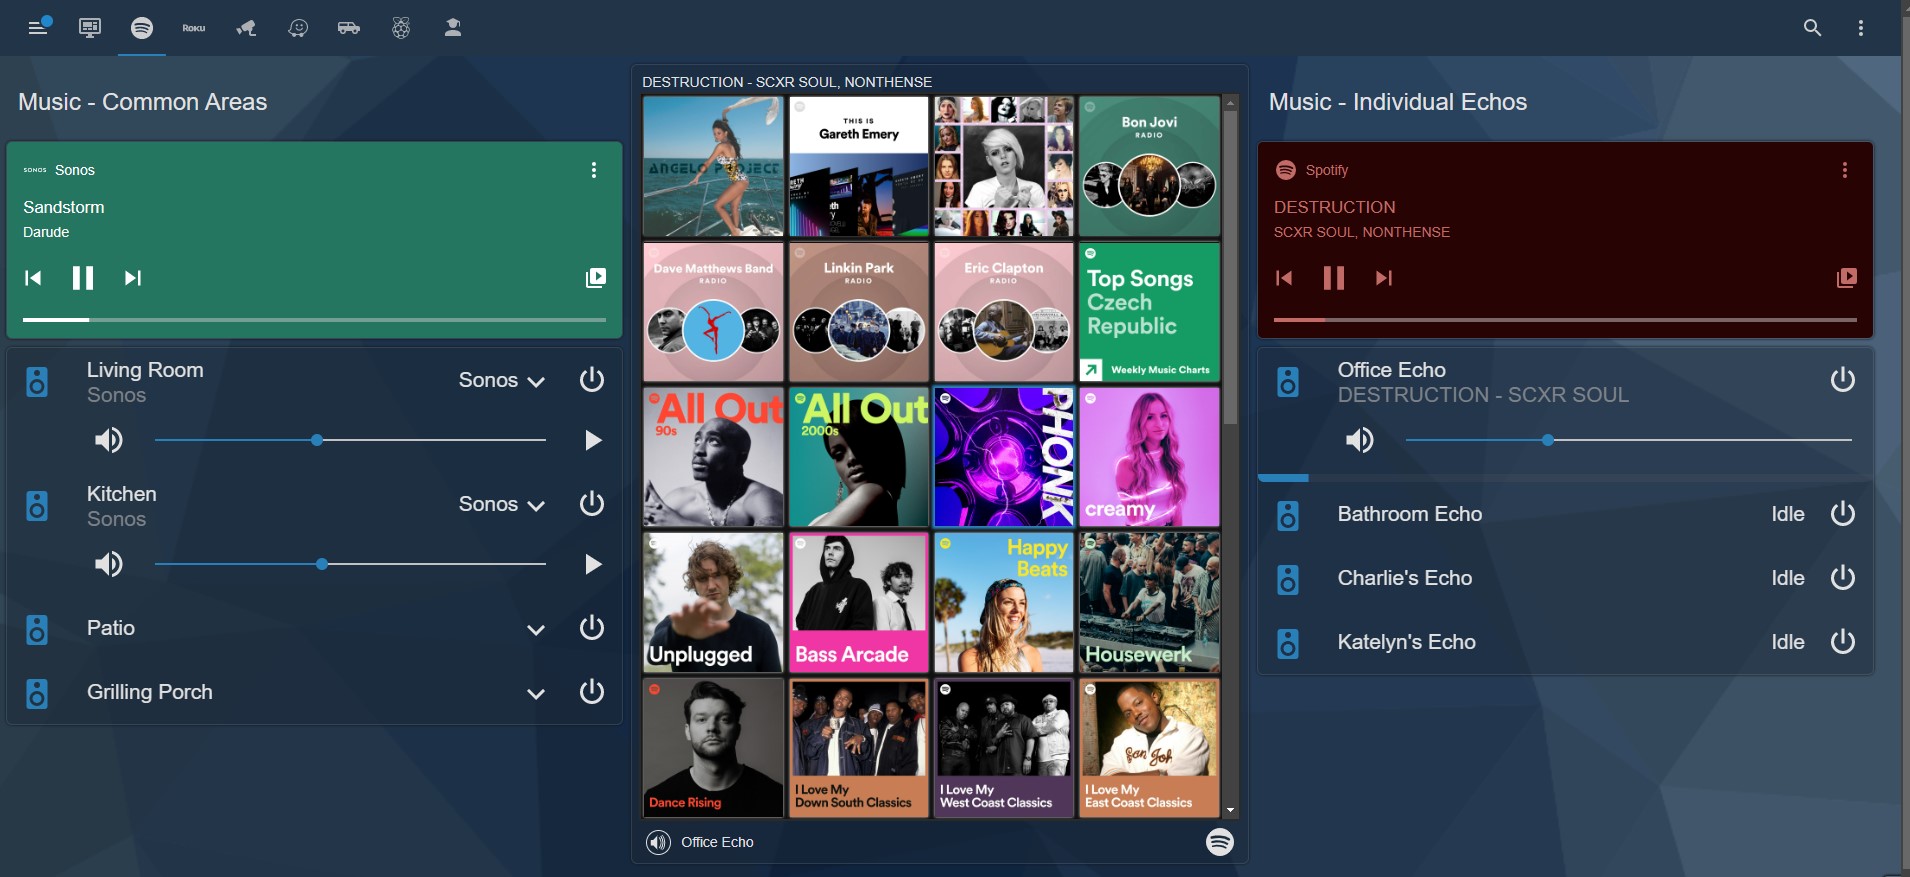 ROKU
Music - Common Areas
SONOS Sonos
Sandstorm
Darude
Living Room
Sonos
Sonos
Kitchen
Sonos
Sonos
Patio
Grilling Porch
DESTRUCTION - SCXR SOUL, NONTHENSE
ANGELO PROJECT
THIS IS
Gareth Emery
Bon Jovi
RADIO
Dave Matthews Band
RADIO
Linkin Park
RADIO
Eric Clapton
RADIO
Top Songs
Czech
Republic
Weekly Music Charts
All Out
90s
All Out
2000s
PHONK
creamy
Unplugged
Bass Arcade
Happy
Beats
Housewerk
Dance Rising
I Love My
Down South Classics
I Love My
West Coast Classics
I Love My
East Coast Classics
Office Echo
Music - Individual Echos
Spotify
DESTRUCTION
SCXR SOUL, NONTHENSE
Office Echo
DESTRUCTION - SCXR SOUL
Bathroom Echo
Idle
Charlie's Echo
Idle
Katelyn's Echo
Idle